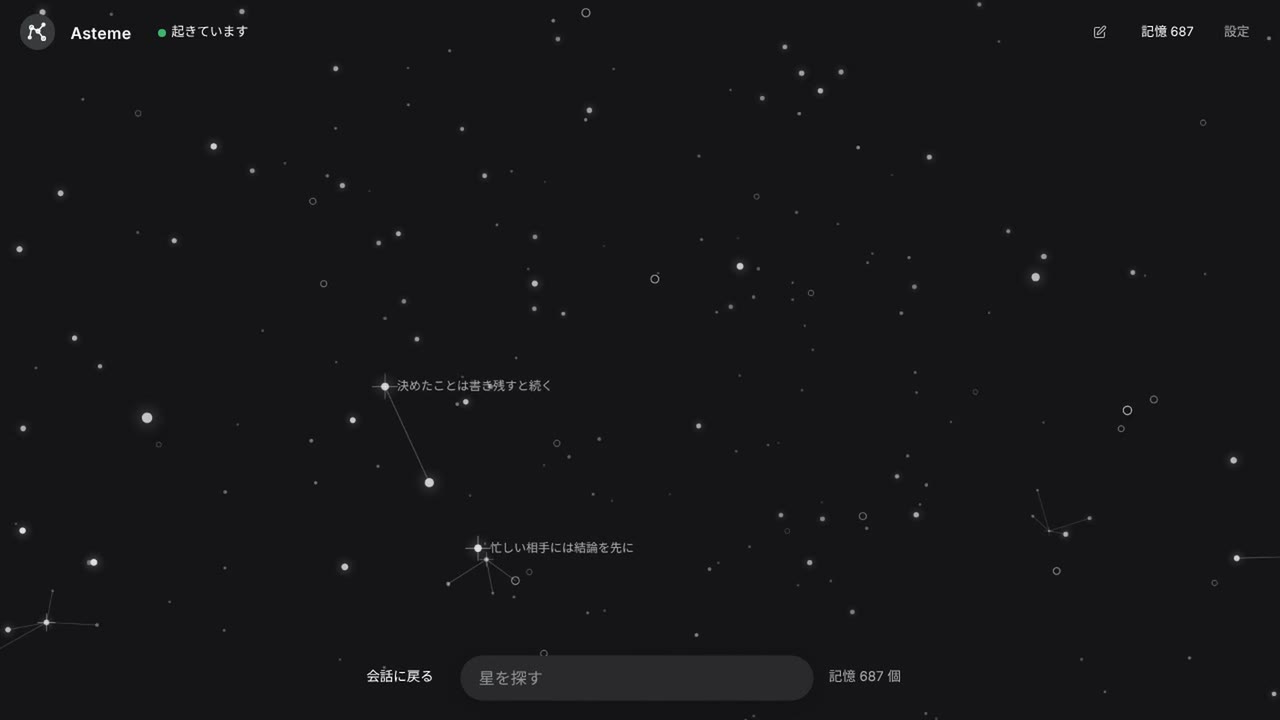 Asteme
起きています
記憶 687
設定
決めたことは書き残すと続く
忙しい相手には結論を先に
会話に戻る
星を探す
記憶 687 個